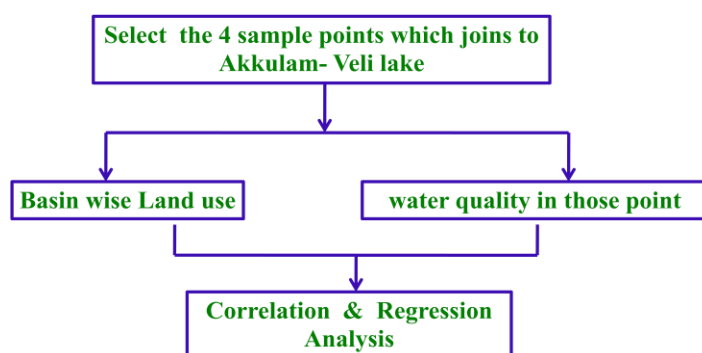 Select the 4 sample points which joins to
Akkulam- Veli lake
Basin wise Land use
water quality in those point
Correlation & Regression
Analysis